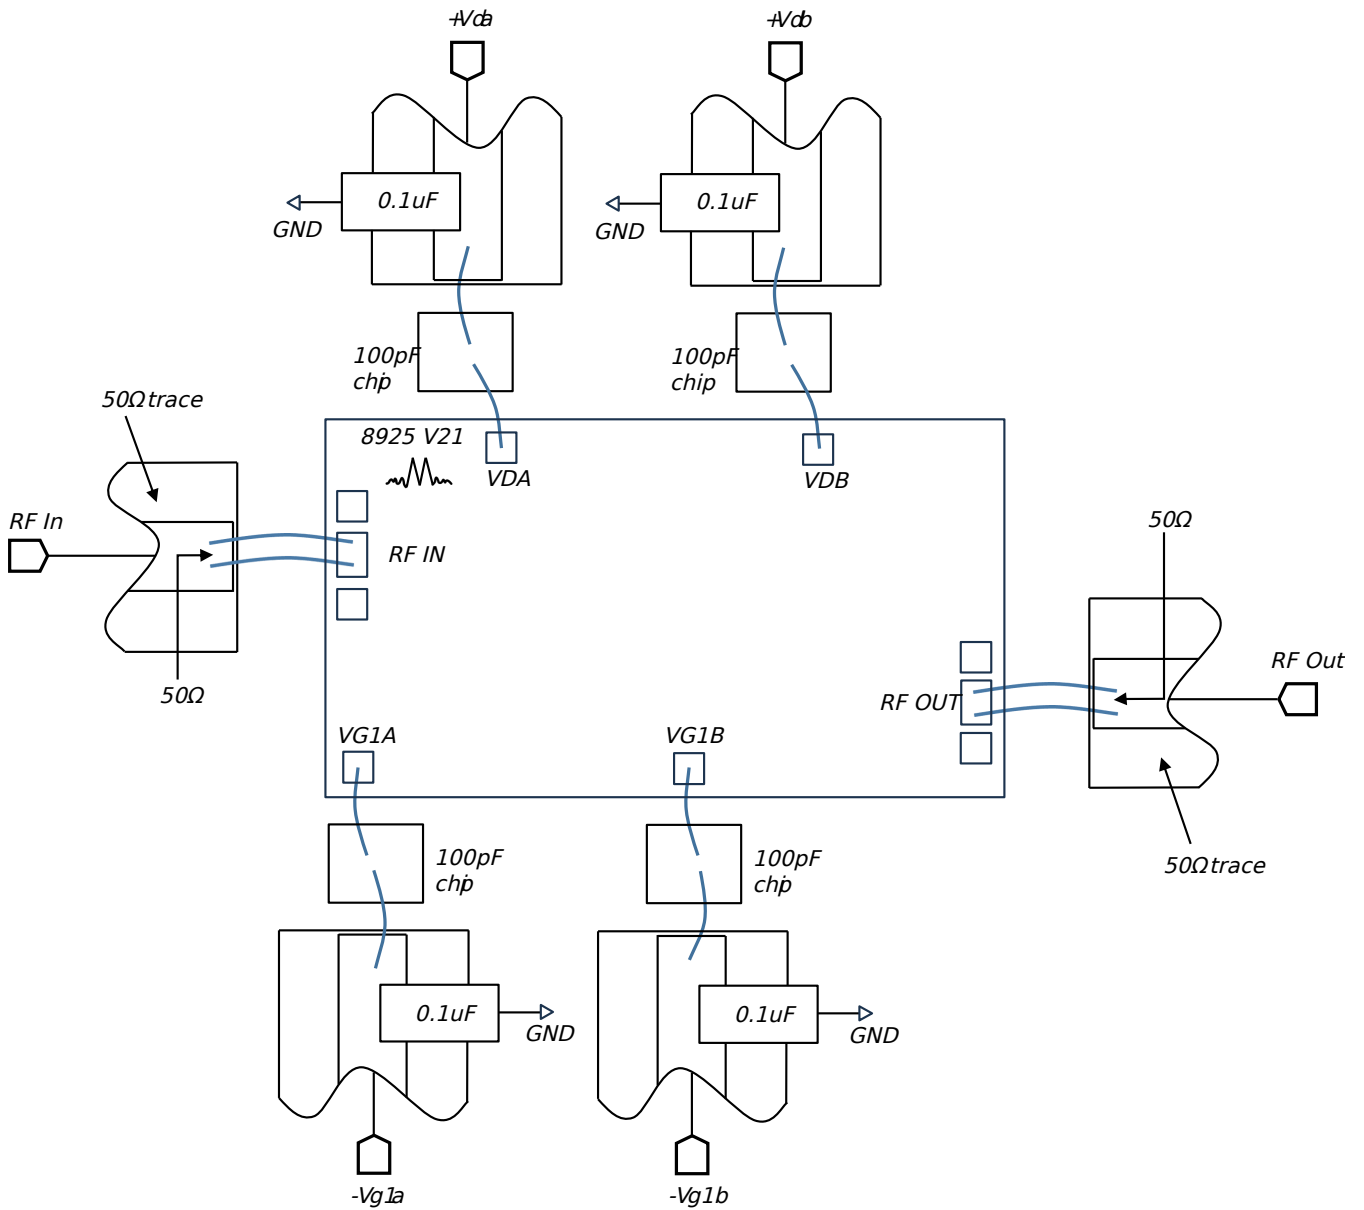 +Vda
+Vdb
0.1uF
0.1uF
GND
GND
100pF
chip
100pF
chip
50Ω trace
8925 V21
VDA
VDB
RF In
RF IN
50Ω
50Ω
RF Out
RF OUT
VG1A
VG1B
50Ω trace
100pF
chip
100pF
chip
0.1uF
0.1uF
GND
GND
-Vg1a
-Vg1b